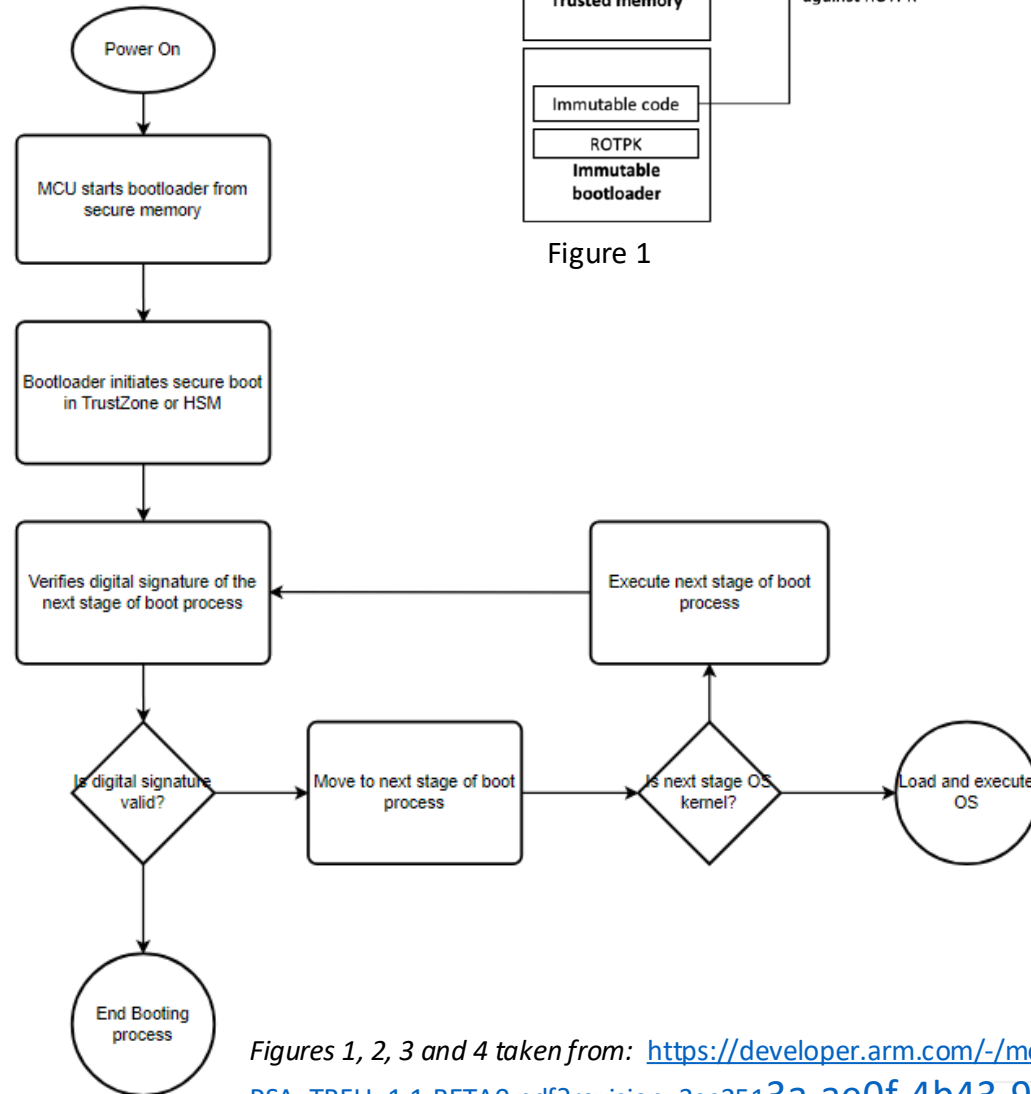 Power On
MCU starts bootloader from
secure memory
Bootloader initiates secure boot
in TrustZone or HSM
Verifies digital signature of the
next stage of boot process
Is digital signature
valid?
End Booting
process
Move to next stage of boot
process
Is next stage OS
kernel?
Execute next stage of boot
process
Load and execute
OS
Trusted memory
against ROTPK
Immutable code
ROTPK
Immutable
bootloader
Figure 1
Figures 1, 2, 3 and 4 taken from: https://developer.arm.com/-/me